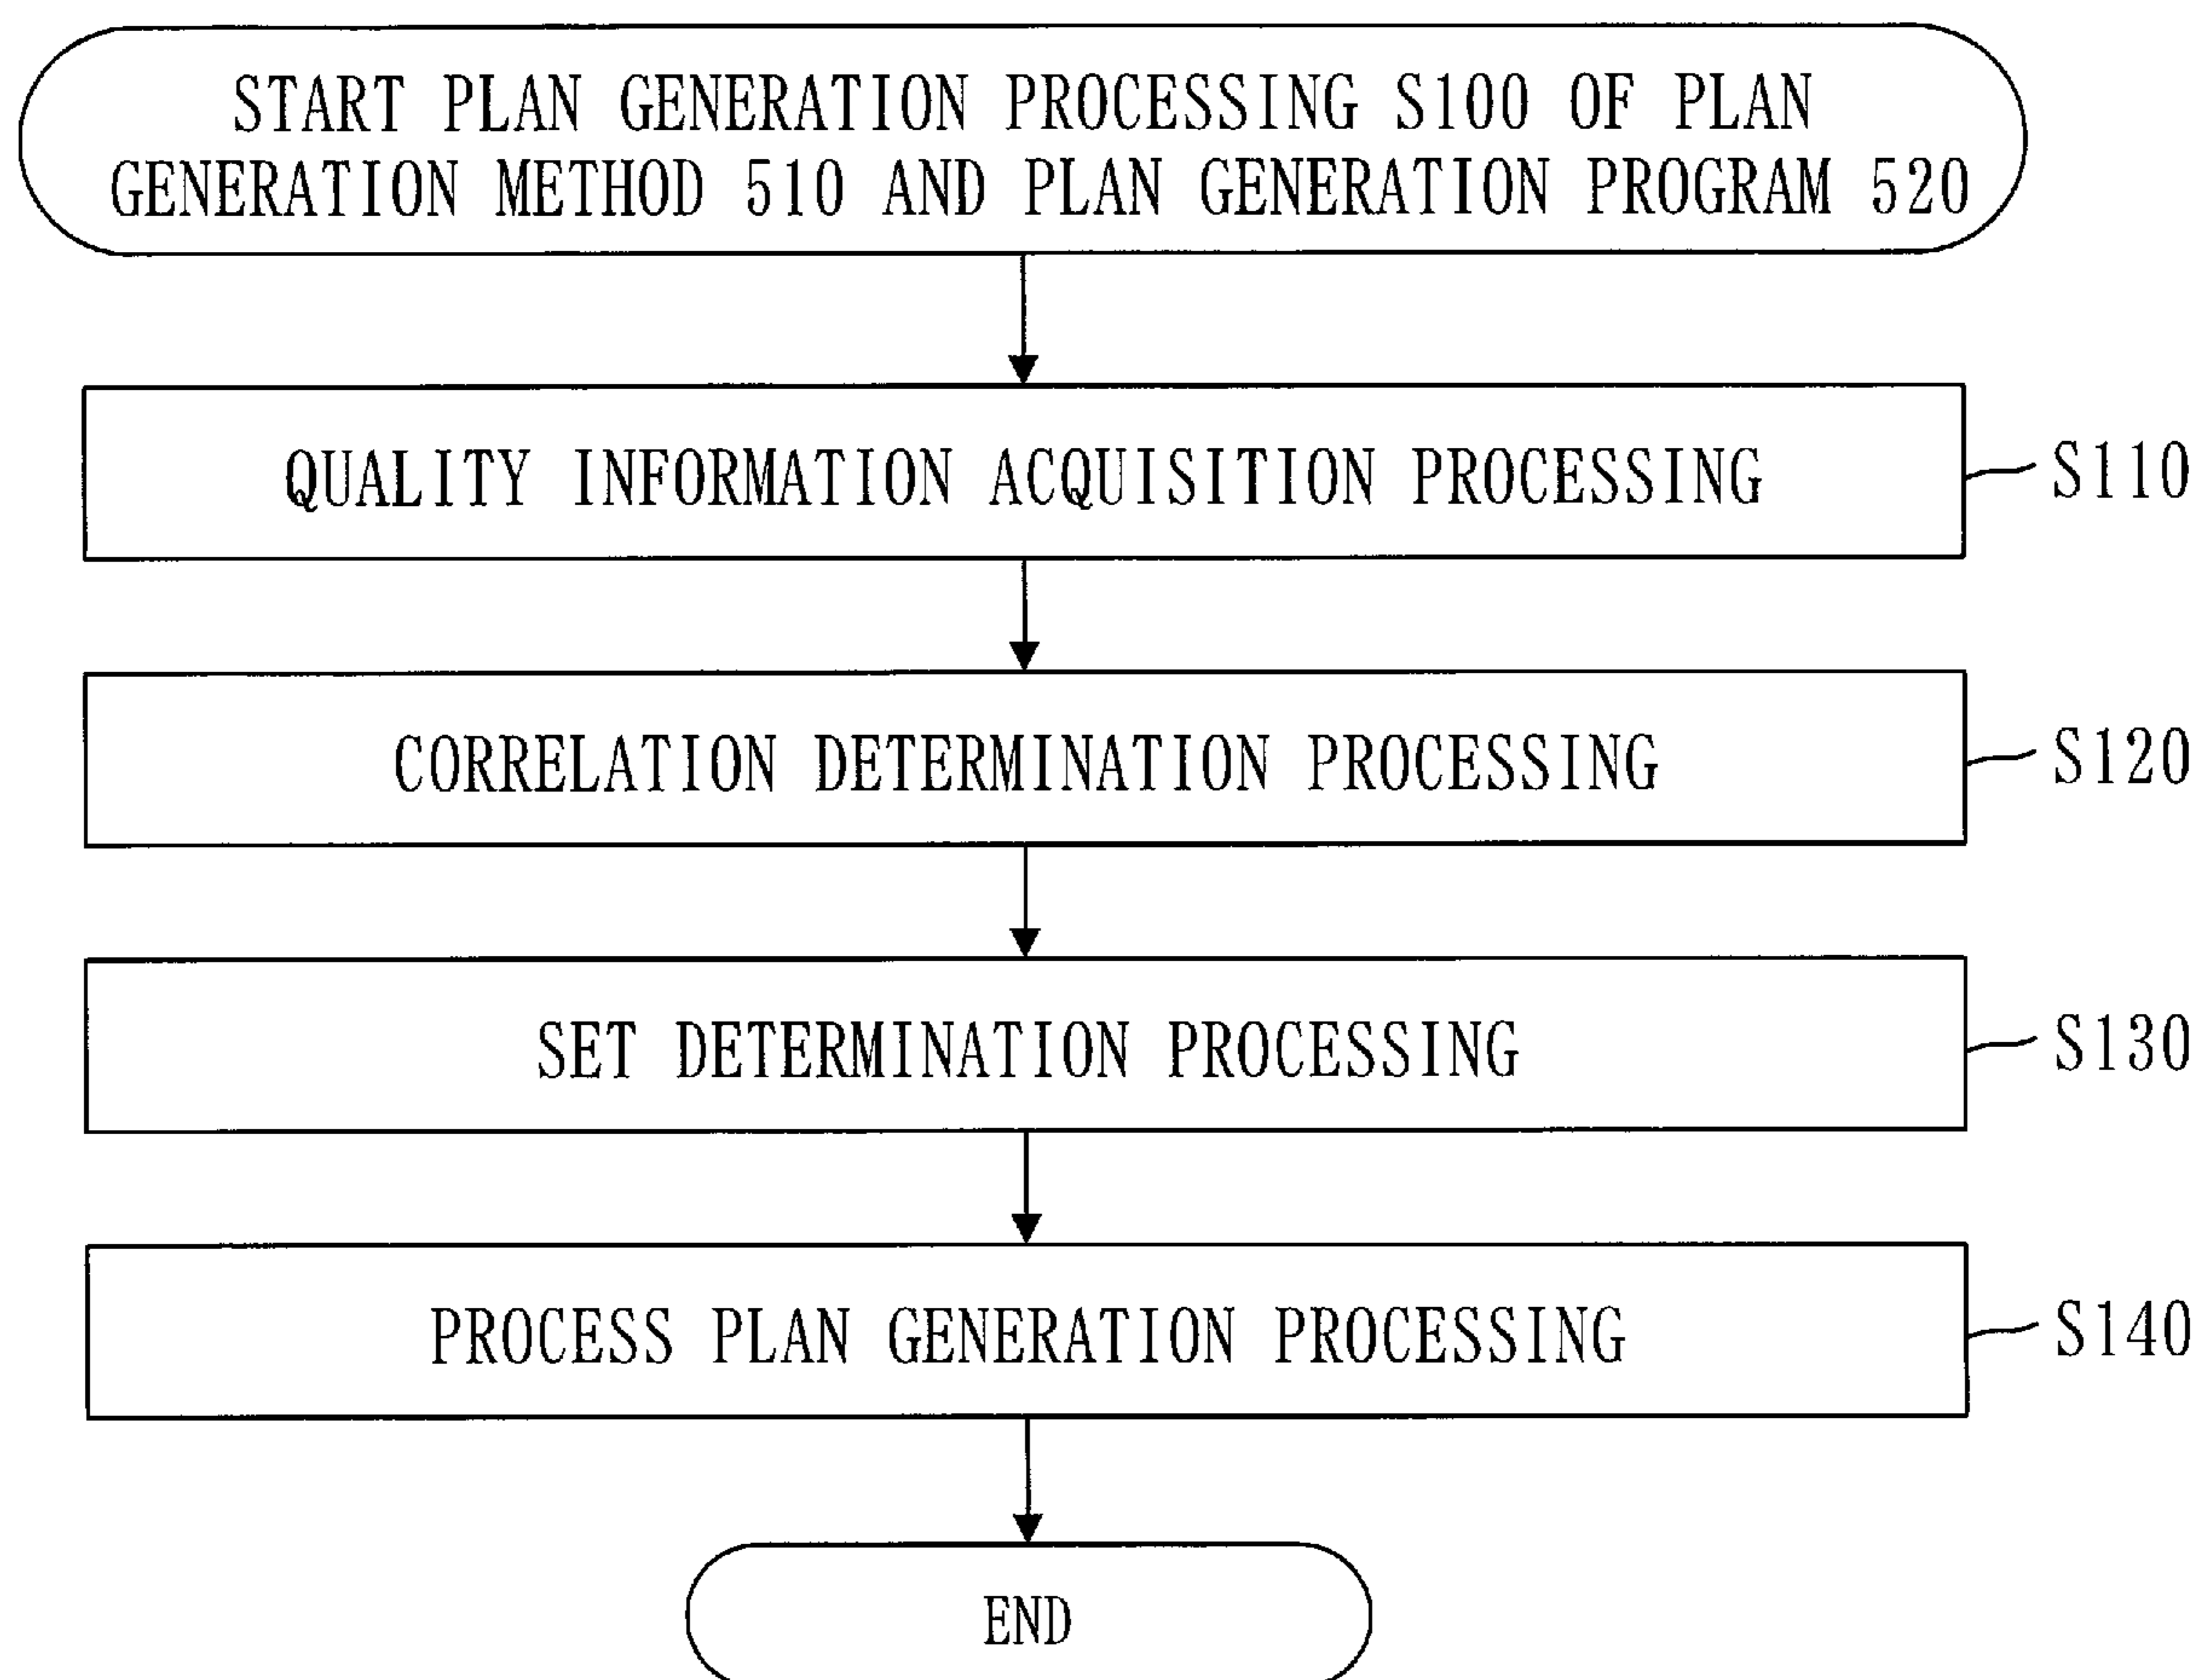 START PLAN GENERATION PROCESSING S100 OF PLAN
GENERATION METHOD 510 AND PLAN GENERATION PROGRAM 520
QUALITY INFORMATION ACQUISITION PROCESSING
S110
CORRELATION DETERMINATION PROCESSING
S120
SET DETERMINATION PROCESSING
S130
PROCESS PLAN GENERATION PROCESSING
S140
END